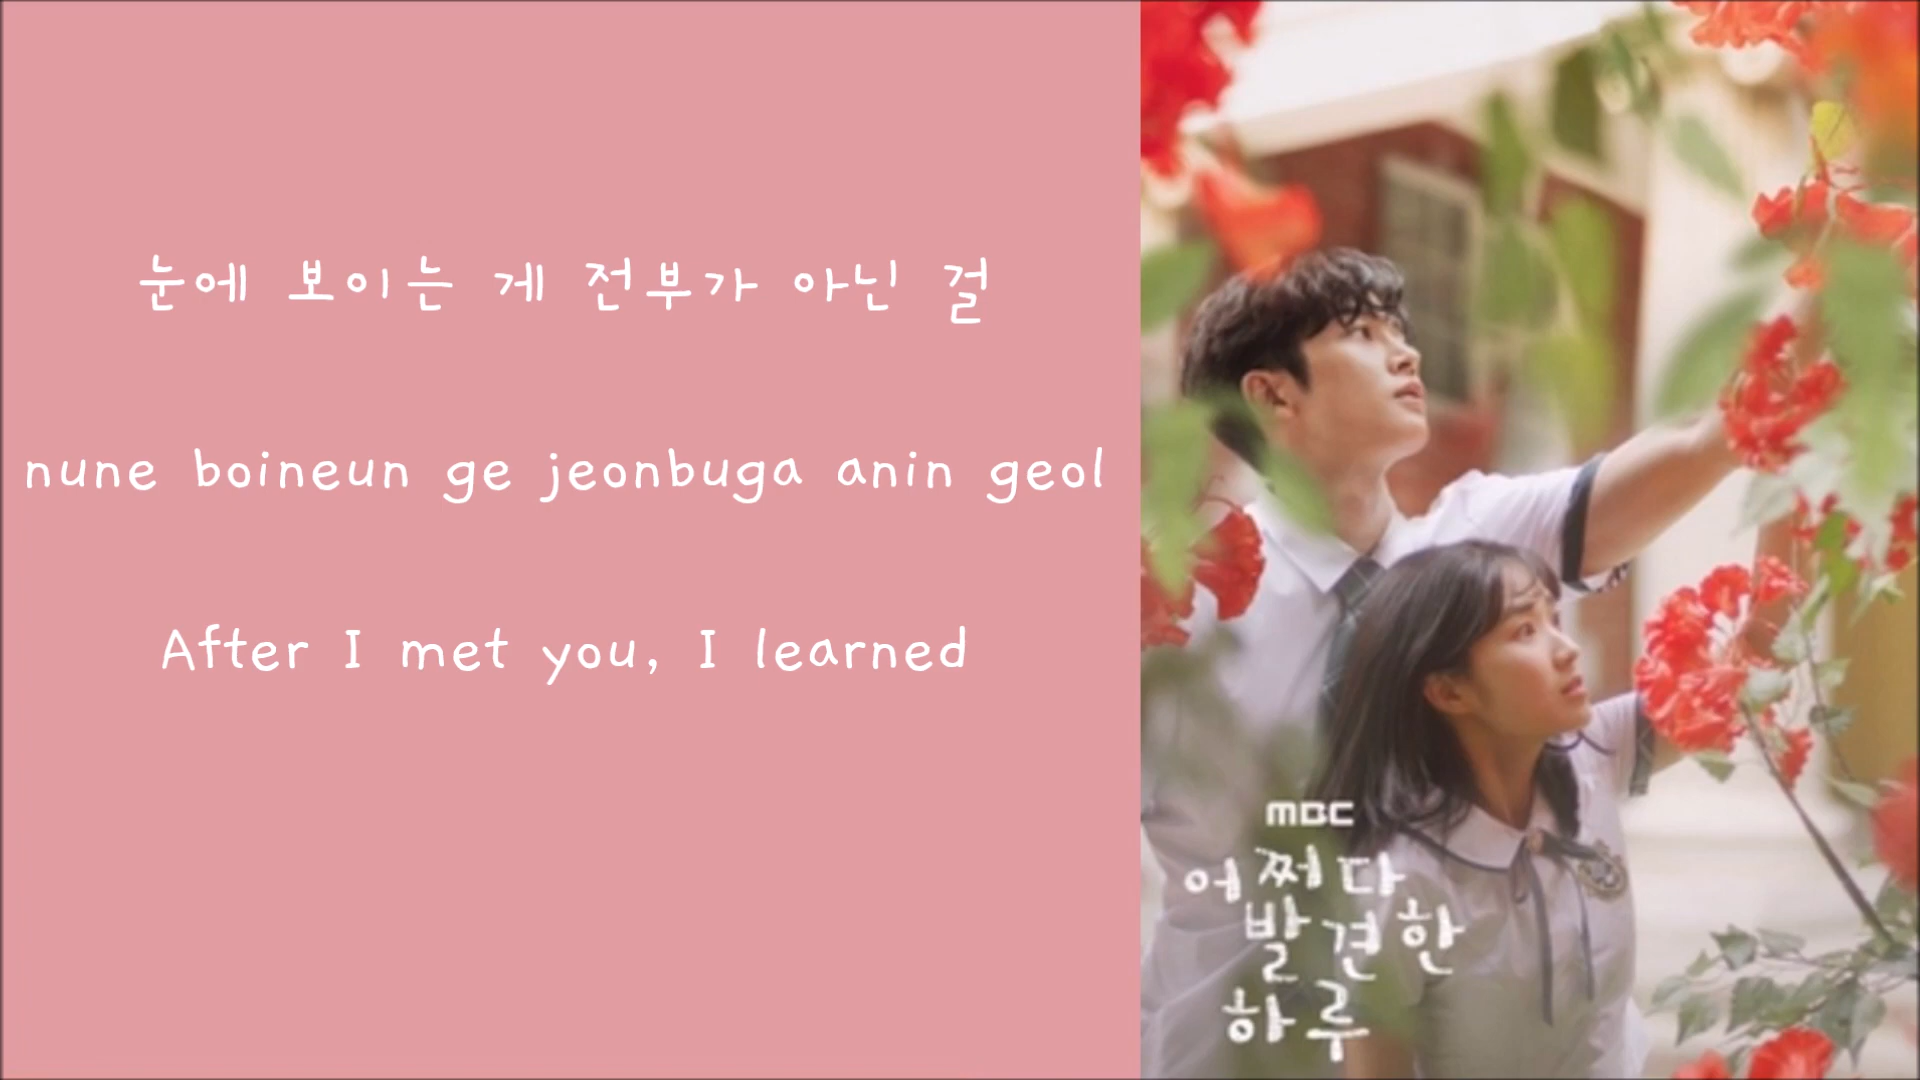 눈에 보이는 게 전부가 아닌 걸
nune boineun ge jeonbuga anin geol
After I met you, I learned
MBC
어쩌다
발견한
하루